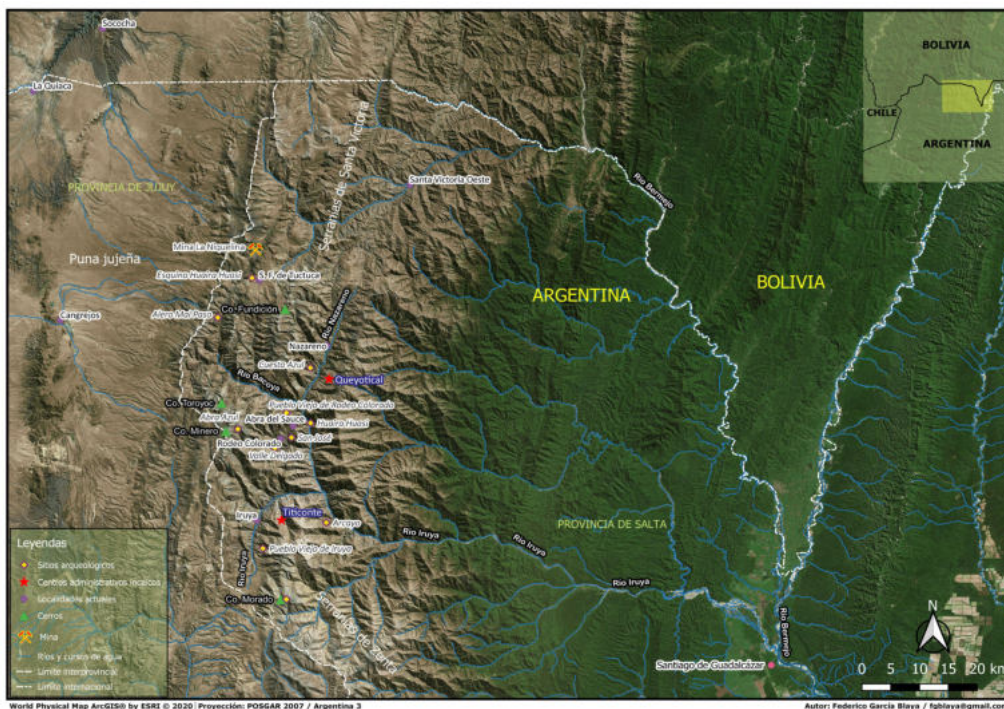 Sococha
La Quiaca
BOLIVIA
CHILE
ARGENTINA
PROVINCIA DE JUJUY
Serranías de Santa Victoria
Santa Victoria Oeste
Río Bermejo
Mina La Niquelina
Puna jujeña
Esquina Huaira Huasi
S. F. de Tuctuca
ARGENTINA
BOLIVIA
Alero Mal Paso
Co. Fundición
Río Nazareno
Cangrejos
Nazareno
Cuesta Azul
Queyotical
Río Bacoya
Co. Toroyoc
Pueblo Viejo de Rodeo Colorado
Abra Azul
Abra del Sauce
Huaira Huasi
Co. Minero
Rodeo Colorado
San José
Valle Delgado
Titiconte
Iruya
Arcayo
PROVINCIA DE SALTA
Río Iruya
Río Iruya
Pueblo Viejo de Iruya
Río Iruya
Río Iruya
Co. Morado
Serranías de Zenta
Río Bermejo
Santiago de Guadalcázar
Leyendas
Sitios arqueológicos
Centros administrativos incaicos
Localidades actuales
Cerros
Mina
Ríos y cursos de agua
Límite interprovincial
Límite internacional
N
0 5 10 15 20 km
World Physical Map ArcGIS® by ESRI © 2020 Proyección: POSGAR 2007 / Argentina 3
Autor: Federico García Blaya / fgblaya@gmail.com